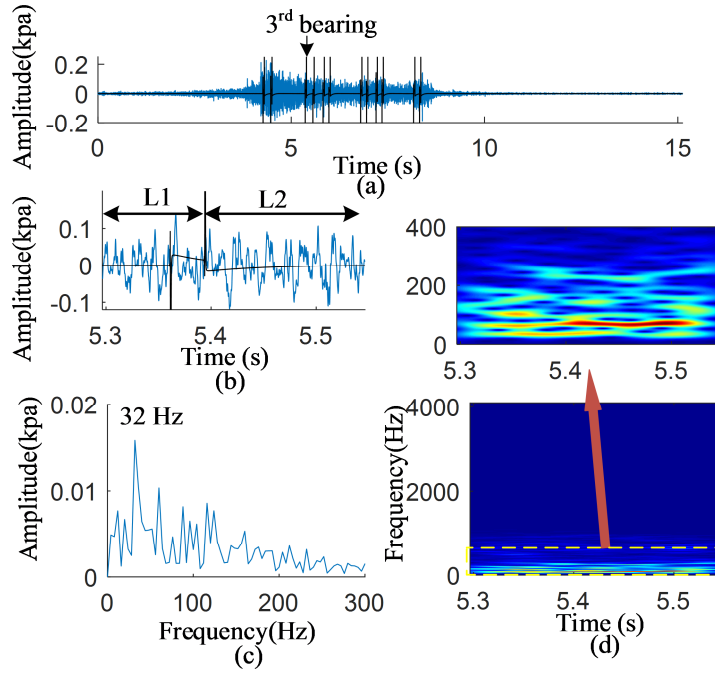 3rd bearing
Amplitude(kpa)
0.2
0
-0.2
0
5
10
15
Time (s)
(a)
L1
L2
Amplitude(kpa)
0.1
0
-0.1
5.3
5.4
5.5
Time (s)
(b)
400
200
0
5.3
5.4
5.5
32 Hz
Amplitude(kpa)
0.02
0.01
0
0
100
200
300
Frequency(Hz)
(c)
Frequency(Hz)
4000
2000
0
5.3
5.4
5.5
Time (s)
(d)